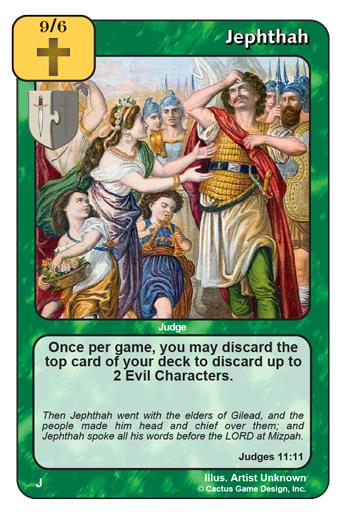 9/6
Jephthah
Judge
Once per game, you may discard the
top card of your deck to discard up to
2 Evil Characters.
Then Jephthah went with the elders of Gilead, and the
people made him head and chief over them; and
Jephthah spoke all his words before the LORD at Mizpah.
Judges 11:11
J
Illus. Artist Unknown
© Cactus Game Design, Inc.